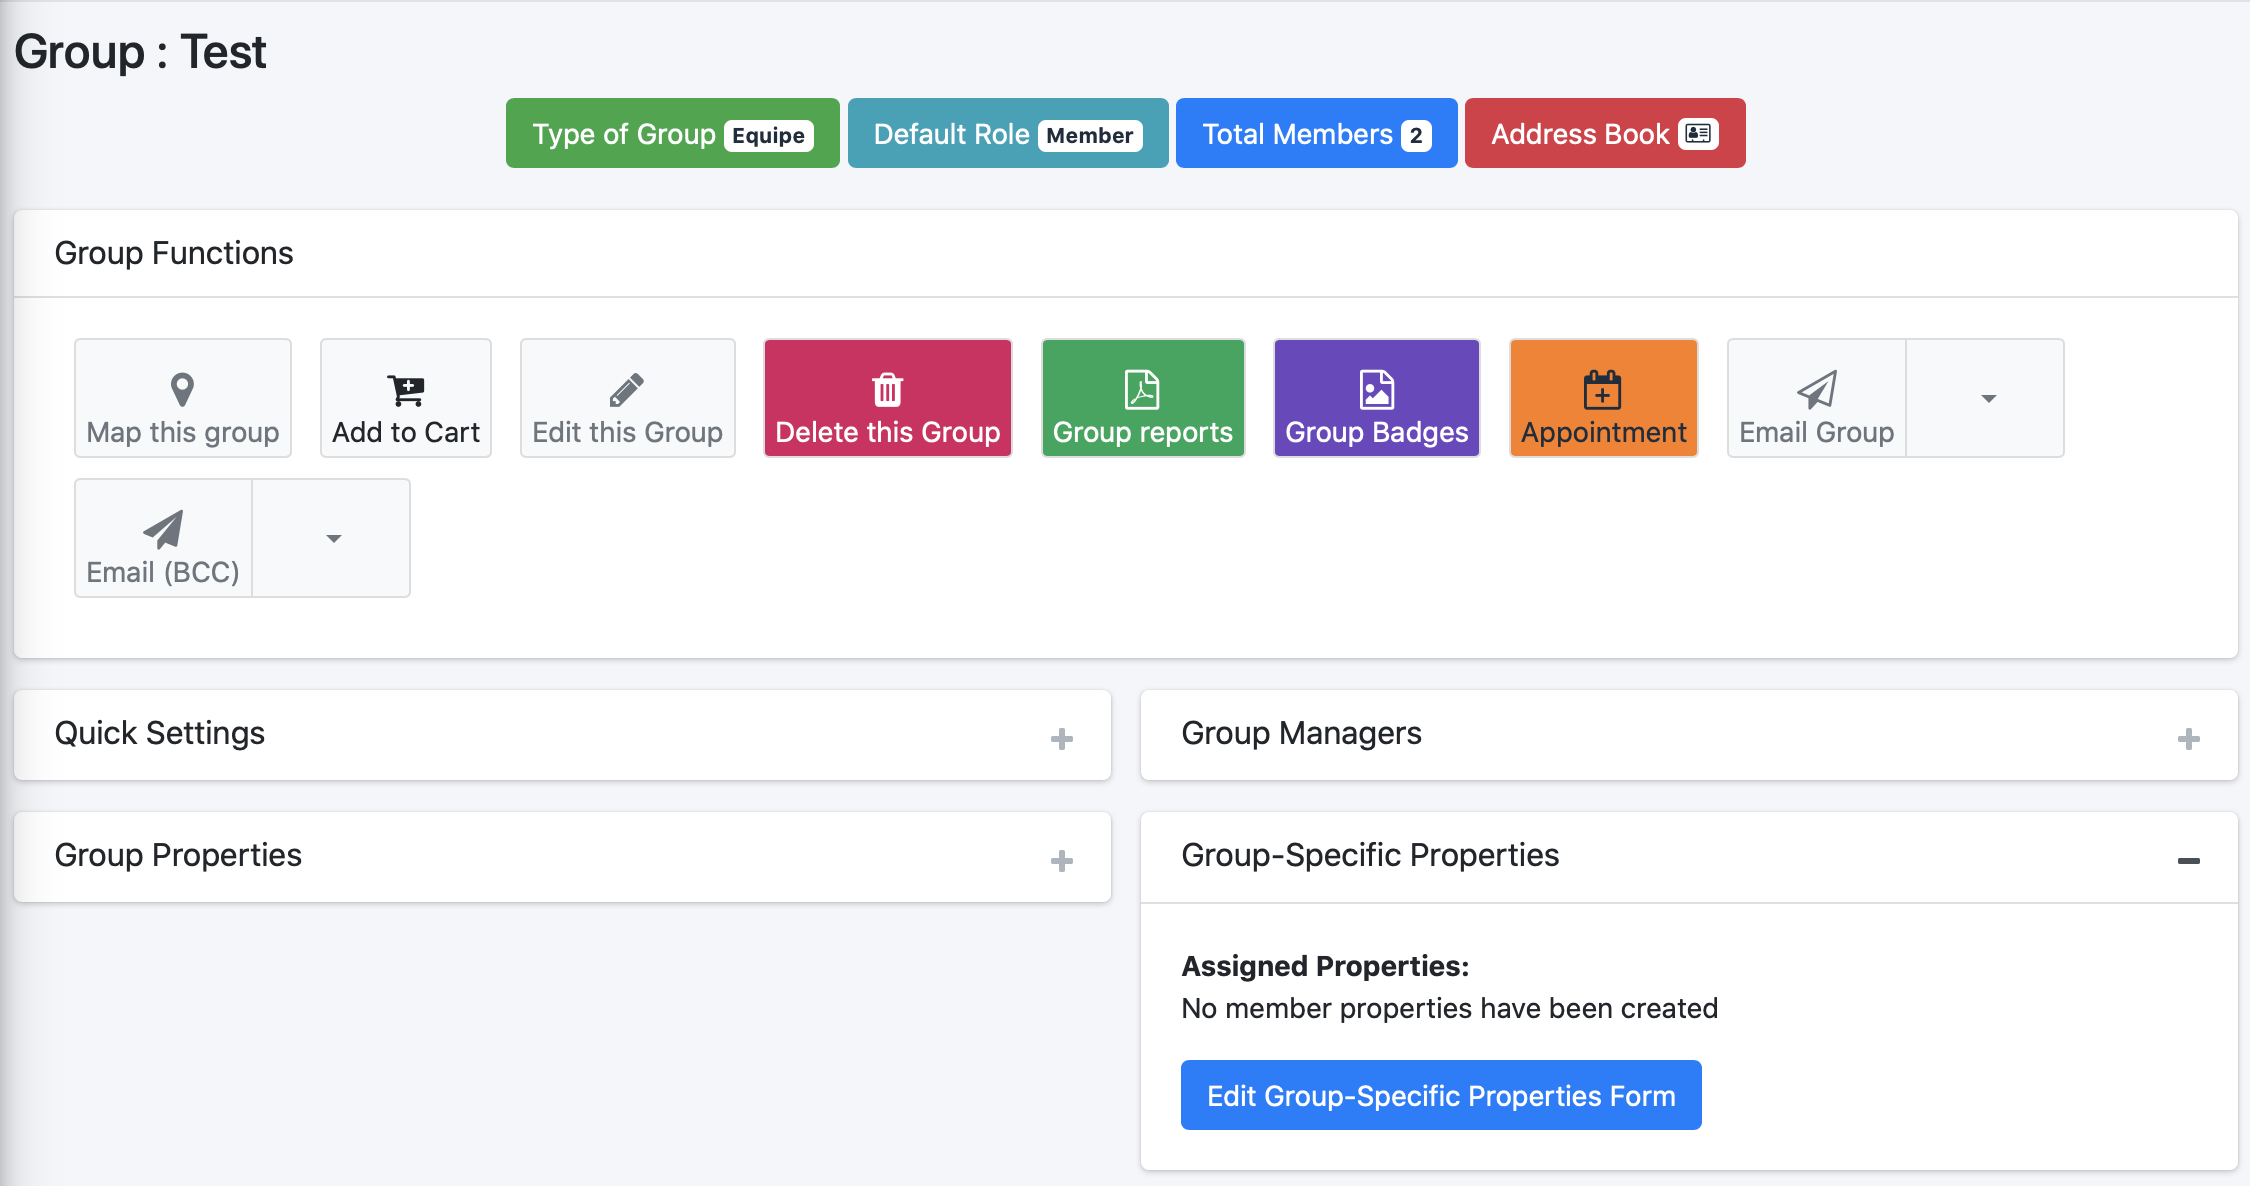 Group : Test
Type of Group Equipe
Default Role Member
Total Members 2
Address Book
Group Functions
Map this group
Add to Cart
Edit this Group
Delete this Group
Group reports
Group Badges
Appointment
Email Group
Email (BCC)
Quick Settings
Group Managers
Group Properties
Group-Specific Properties
Assigned Properties:
No member properties have been created
Edit Group-Specific Properties Form